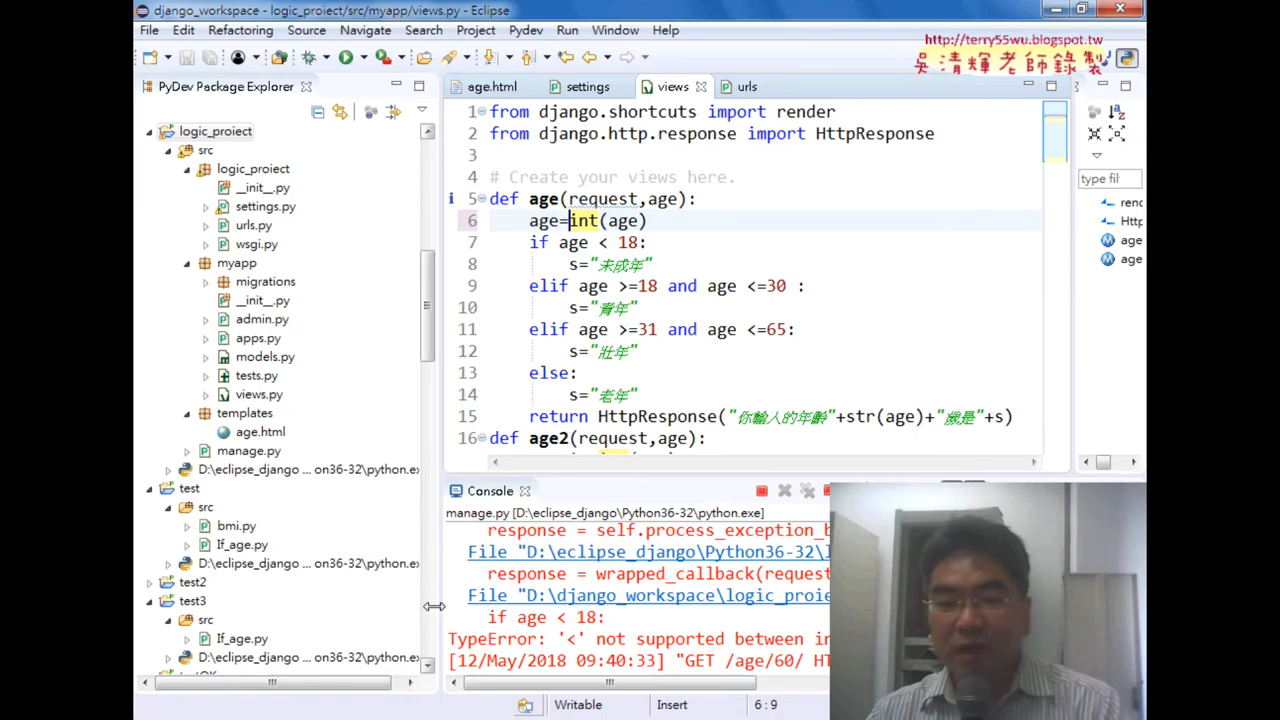 django_workspace - logic_proiect/src/myapp/views.py - Eclipse
File Edit Refactoring Source Navigate Search Project Pydev Run Window Help
http://terry55wu.blogspot.tw
吳清輝老師錄製
PyDev Package Explorer
logic_proiect
src
logic_proiect
__init__.py
settings.py
urls.py
wsgi.py
myapp
migrations
__init__.py
admin.py
apps.py
models.py
tests.py
views.py
templates
age.html
manage.py
D:\eclipse_django ... on36-32\python.e
test
src
bmi.py
If_age.py
D:\eclipse_django ... on36-32\python.e
test2
test3
src
If_age.py
D:\eclipse_django ... on36-32\python.e
age.html settings views urls
1 from django.shortcuts import render
2 from django.http.response import HttpResponse
3
4 # Create your views here.
5 def age(request,age):
6 age=int(age)
7 if age < 18:
8 s="未成年"
9 elif age >=18 and age <=30 :
10 s="青年"
11 elif age >=31 and age <=65:
12 s="壯年"
13 else:
14 s="老年"
15 return HttpResponse("你輸人的年齡"+str(age)+"歲是"+s)
16 def age2(request,age):
type fil
renc
Http
age
age
Console
manage.py [D:\eclipse_django\Python36-32\python.exe]
response = self.process_exception_b
File "D:\eclipse_django\Python36-32\l
response = wrapped_callback(request
File "D:\django_workspace\logic_proie
if age < 18:
TypeError: '<' not supported between in
[12/May/2018 09:40:33] "GET /age/60/ HT
Writable Insert 6 : 9